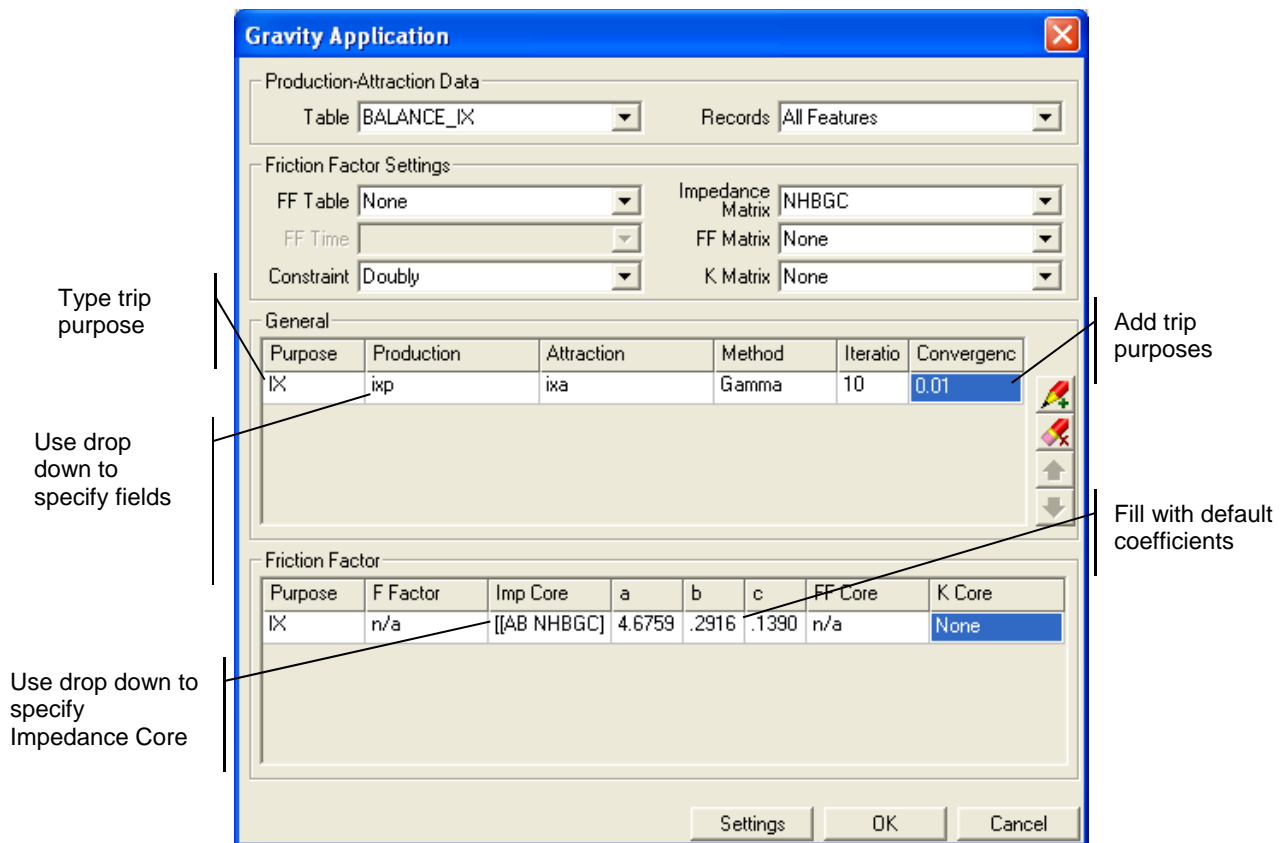 Gravity Application
Production-Attraction Data
Table BALANCE_IX Records All Features
Friction Factor Settings
FF Table None Impedance Matrix NHBGC
FF Time FF Matrix None
Constraint Doubly K Matrix None
Type trip
purpose
Add trip
purposes
General
Purpose Production Attraction Method Iteratio Convergenc
IX ixp ixa Gamma 10 0.01
Use drop
down to
specify fields
Fill with default
coefficients
Friction Factor
Purpose F Factor Imp Core a b c FF Core K Core
IX n/a [[AB NHBGC] 4.6759 .2916 .1390 n/a None
Use drop down to
specify
Impedance Core
Settings OK Cancel